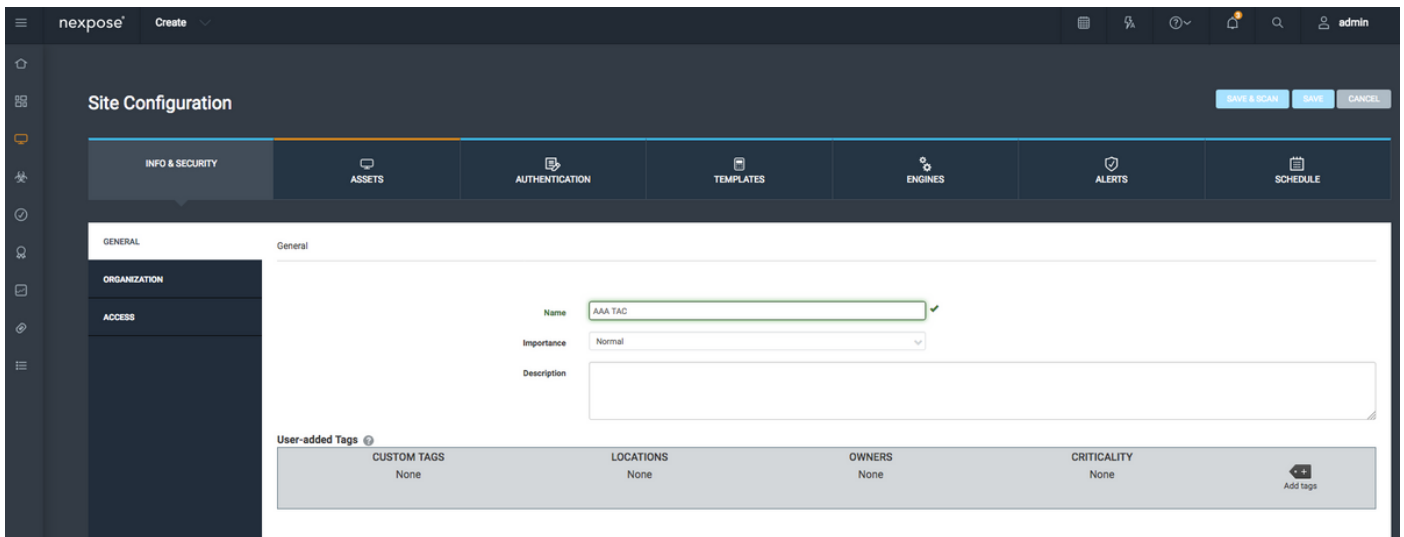 nexpose®
Create
3
admin
Site Configuration
SAVE & SCAN
SAVE
CANCEL
INFO & SECURITY
ASSETS
AUTHENTICATION
TEMPLATES
ENGINES
ALERTS
SCHEDULE
GENERAL
ORGANIZATION
ACCESS
General
Name
AAA TAC
Importance
Normal
Description
User-added Tags
CUSTOM TAGS
LOCATIONS
OWNERS
CRITICALITY
None
None
None
None
Add tags